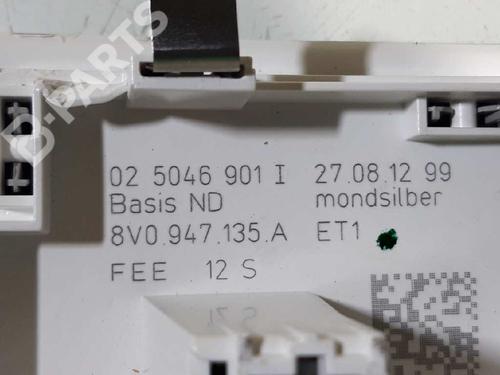 B-PARTS
02 5046 901 I 27.08.12 99
Basis ND mondsilber
8V0.947.135.A ET1
FEE 12 S